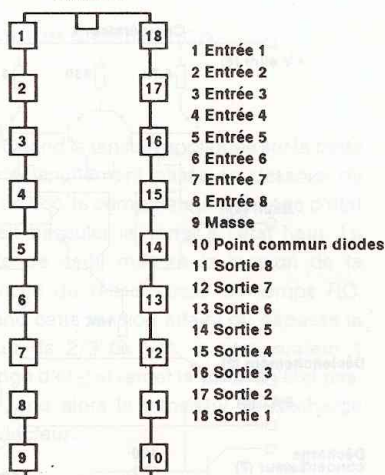 1 18
2 17
3 16
4 15
5 14
6 13
7 12
8 11
9 10
1 Entrée 1
2 Entrée 2
3 Entrée 3
4 Entrée 4
5 Entrée 5
6 Entrée 6
7 Entrée 7
8 Entrée 8
9 Masse
10 Point commun diodes
11 Sortie 8
12 Sortie 7
13 Sortie 6
14 Sortie 5
15 Sortie 4
16 Sortie 3
17 Sortie 2
18 Sortie 1